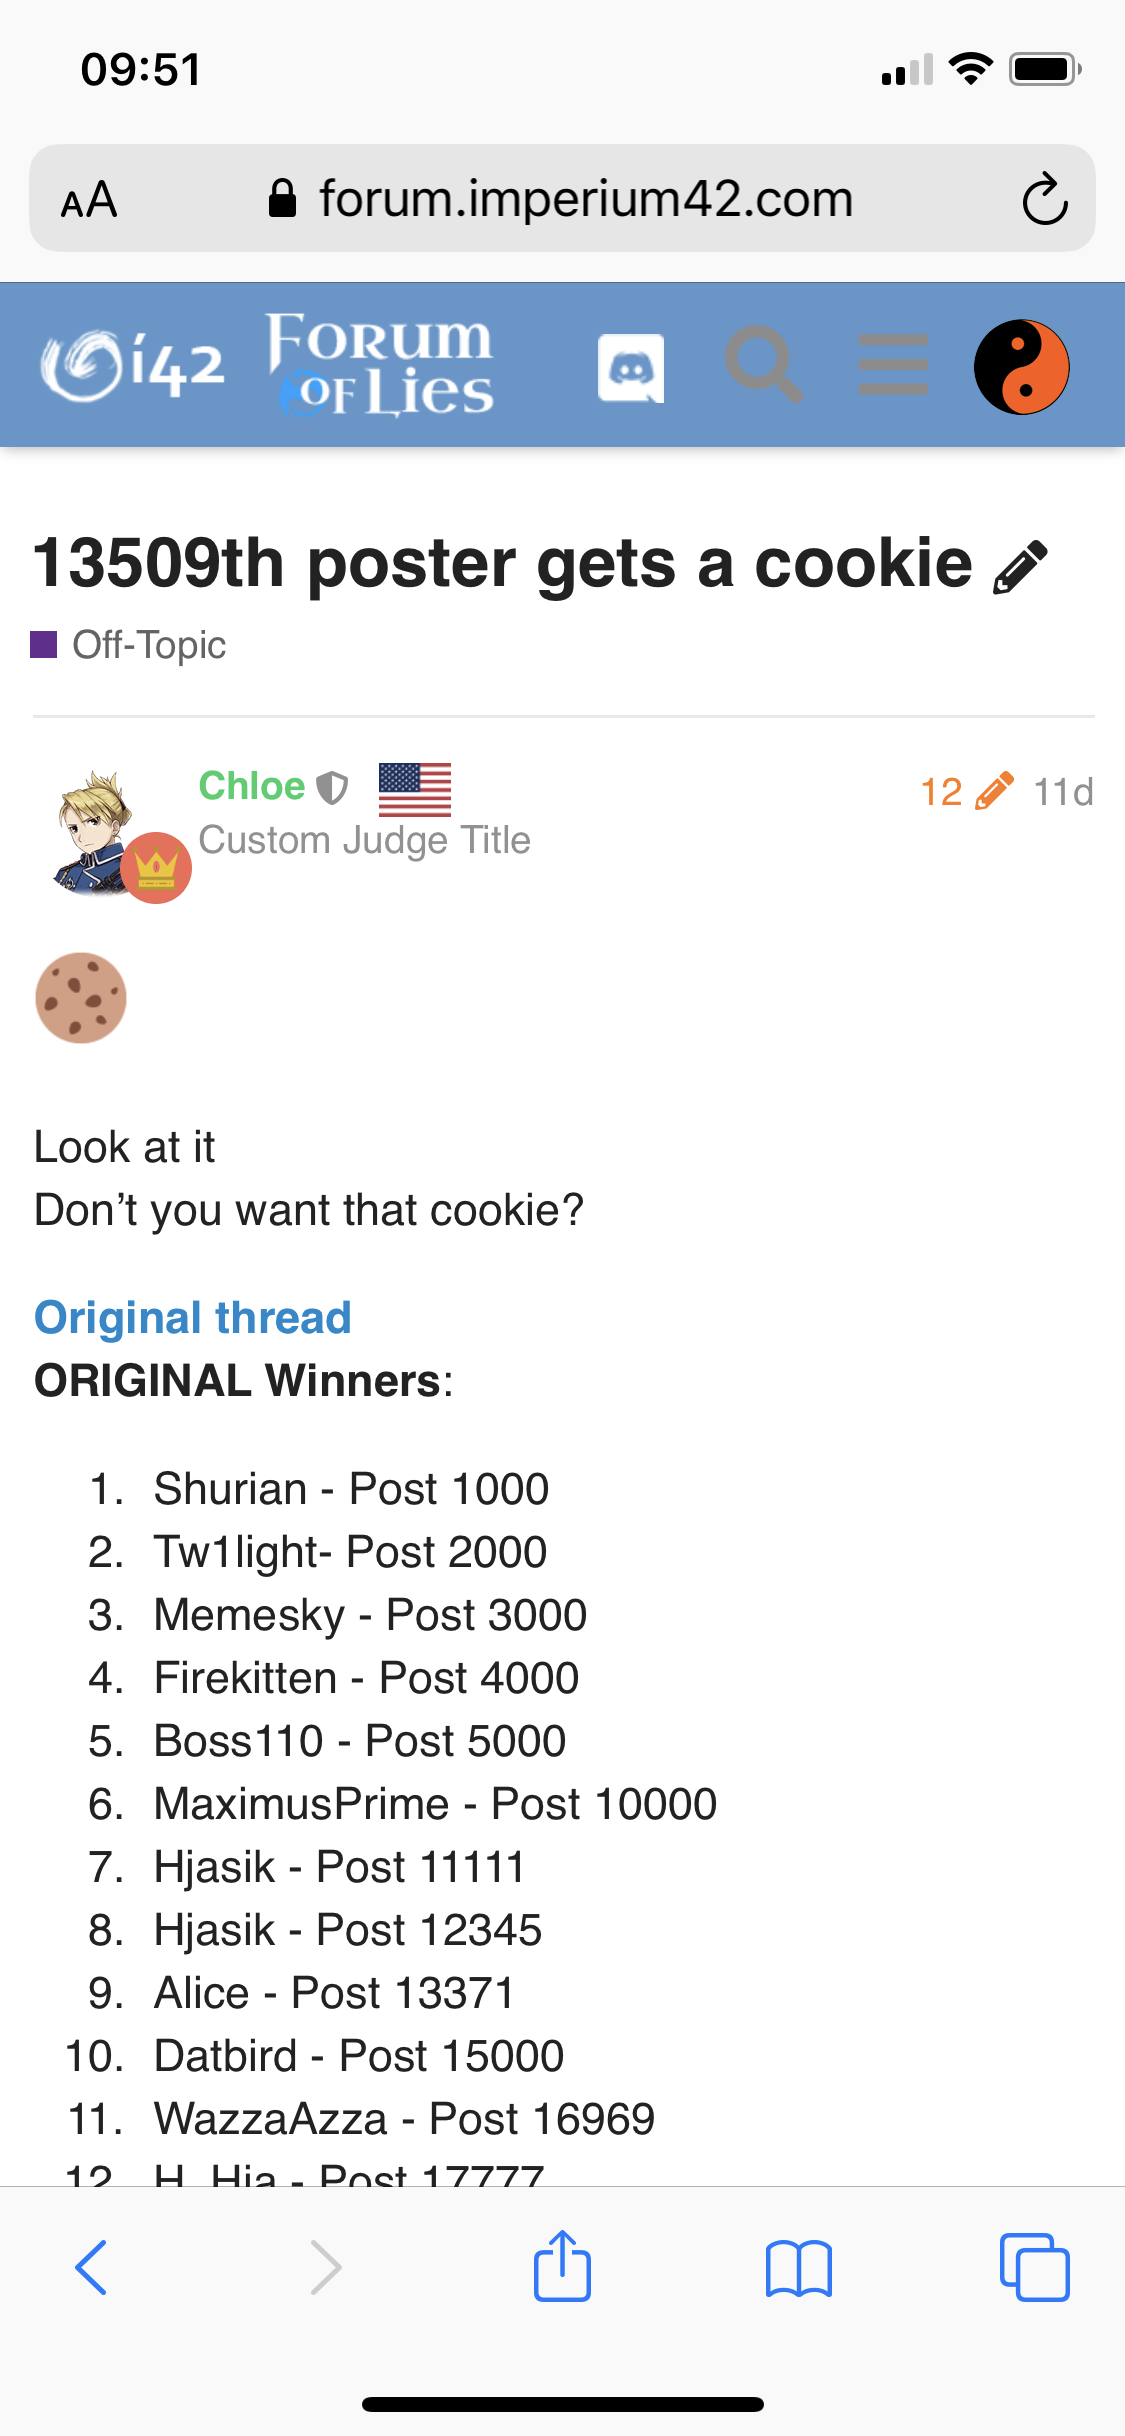 09:51
AA forum.imperium42.com
i42 Forum of Lies
13509th poster gets a cookie
Off-Topic
Chloe 12 11d
Custom Judge Title
Look at it
Don’t you want that cookie?
Original thread
ORIGINAL Winners:
1. Shurian - Post 1000
2. Tw1light- Post 2000
3. Memesky - Post 3000
4. Firekitten - Post 4000
5. Boss110 - Post 5000
6. MaximusPrime - Post 10000
7. Hjasik - Post 11111
8. Hjasik - Post 12345
9. Alice - Post 13371
10. Datbird - Post 15000
11. WazzaAzza - Post 16969
12. H_Hja - Post 17777